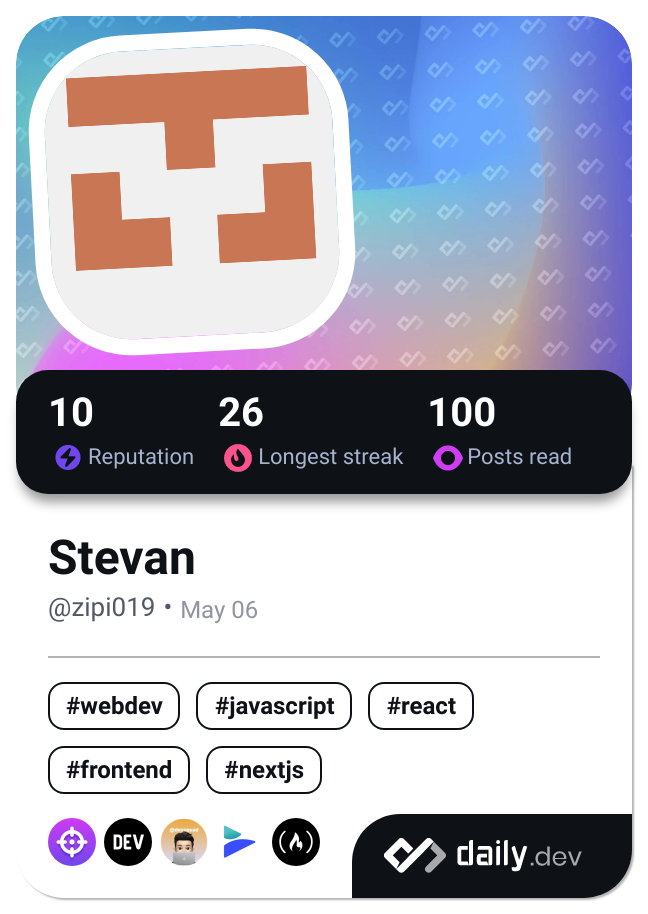 10 26 100
Reputation Longest streak Posts read
Stevan
@zipi019 • May 06
#webdev #javascript #react
#frontend #nextjs
DEV
daily.dev